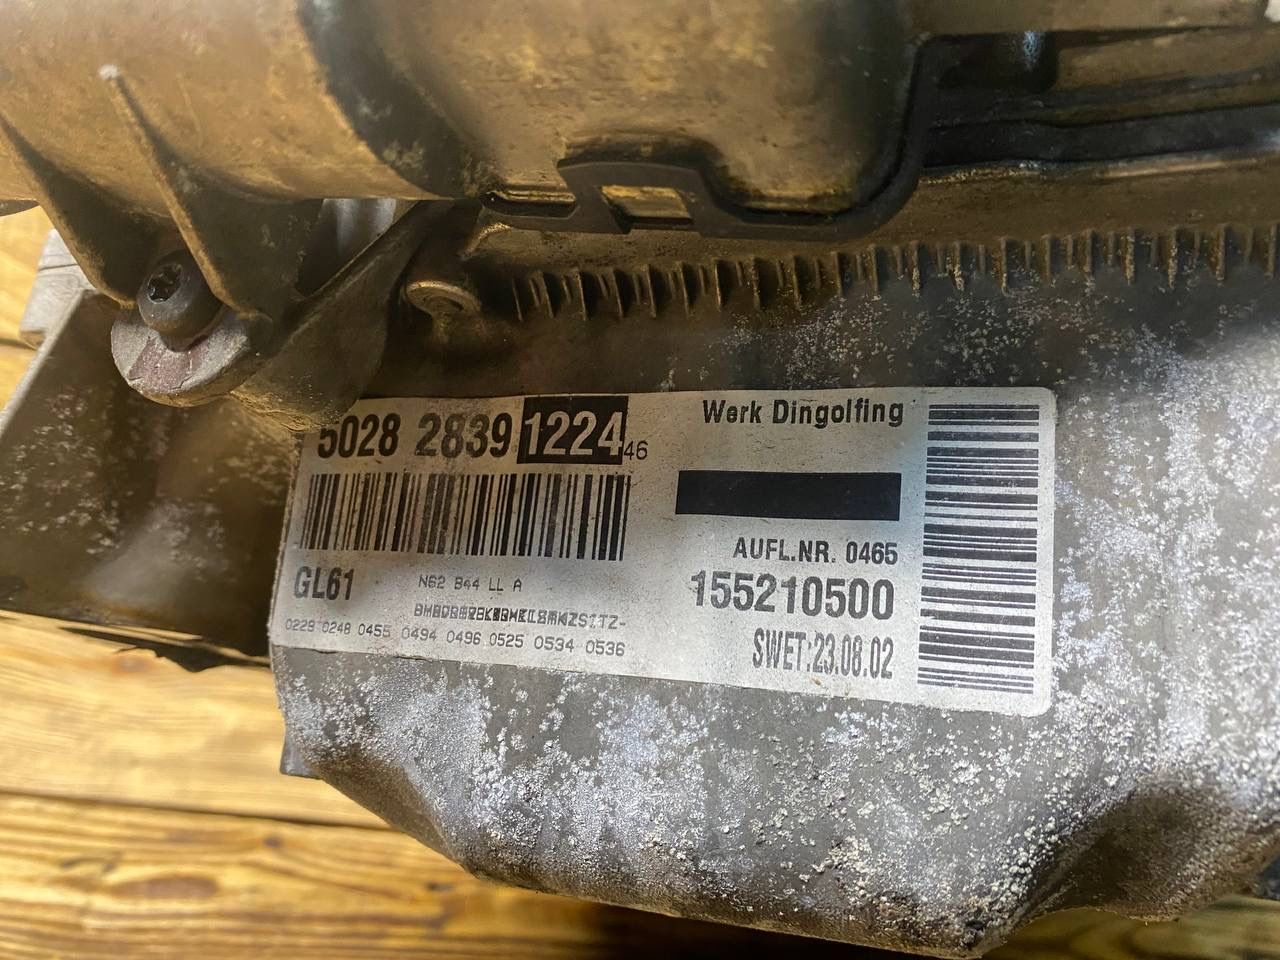 5028 2839 1224 46
Werk Dingolfing
AUFL.NR. 0465
155210500
SWET:23.08.02
GL61
N62 B44 LL A
0229 0248 0455 0494 0496 0525 0534 0536